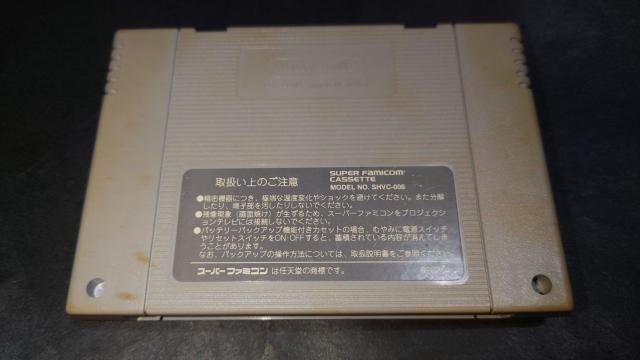 取扱い上のご注意
SUPER FAMICOM
CASSETTE
MODEL NO. SHVC-006
●精密機器につき、極端な温度変化やショックを避けてください。また分解
したり、端子部を汚したりしないでください。
●残像現象（画面焼け）が生ずるため、スーパーファミコンをプロジェクシ
ョンテレビには接続しないでください。
●バッテリーバックアップ機能付きカセットの場合、むやみに電源スイッチ
やリセットスイッチをON・OFFすると、蓄積されている内容が消えてしま
うことがあります。
なお、バックアップの操作方法については、取扱説明書をご参照ください。
スーパーファミコンは任天堂の商標です。